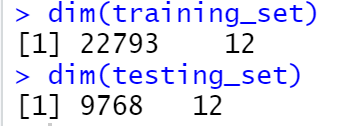 > dim(training_set)
[1] 22793    12
> dim(testing_set)
[1] 9768   12